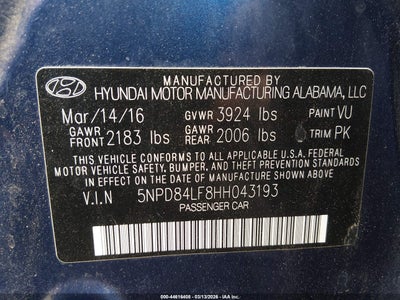 MANUFACTURED BY
HYUNDAI MOTOR MANUFACTURING ALABAMA, LLC
Mar/14/16 GVWR 3924 lbs PAINT VU
GAWR FRONT 2183 lbs GAWR REAR 2006 lbs TRIM PK
THIS VEHICLE CONFORMS TO ALL APPLICABLE FEDERAL
MOTOR VEHICLE SAFETY, BUMPER, AND THEFT PREVENTION STANDARDS
IN EFFECT ON THE DATE OF MANUFACTURE SHOWN ABOVE.
V.I.N 5NPD84LF8HH043193
PASSENGER CAR
000-44616408 - 03/13/2026 - IAA Inc.